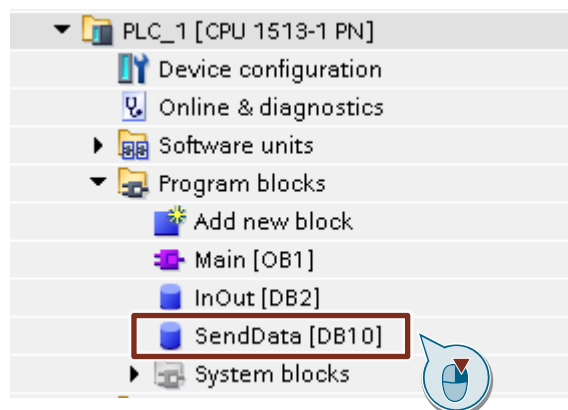 PLC_1 [CPU 1513-1 PN]
Device configuration
Online & diagnostics
Software units
Program blocks
Add new block
Main [OB1]
InOut [DB2]
SendData [DB10]
System blocks